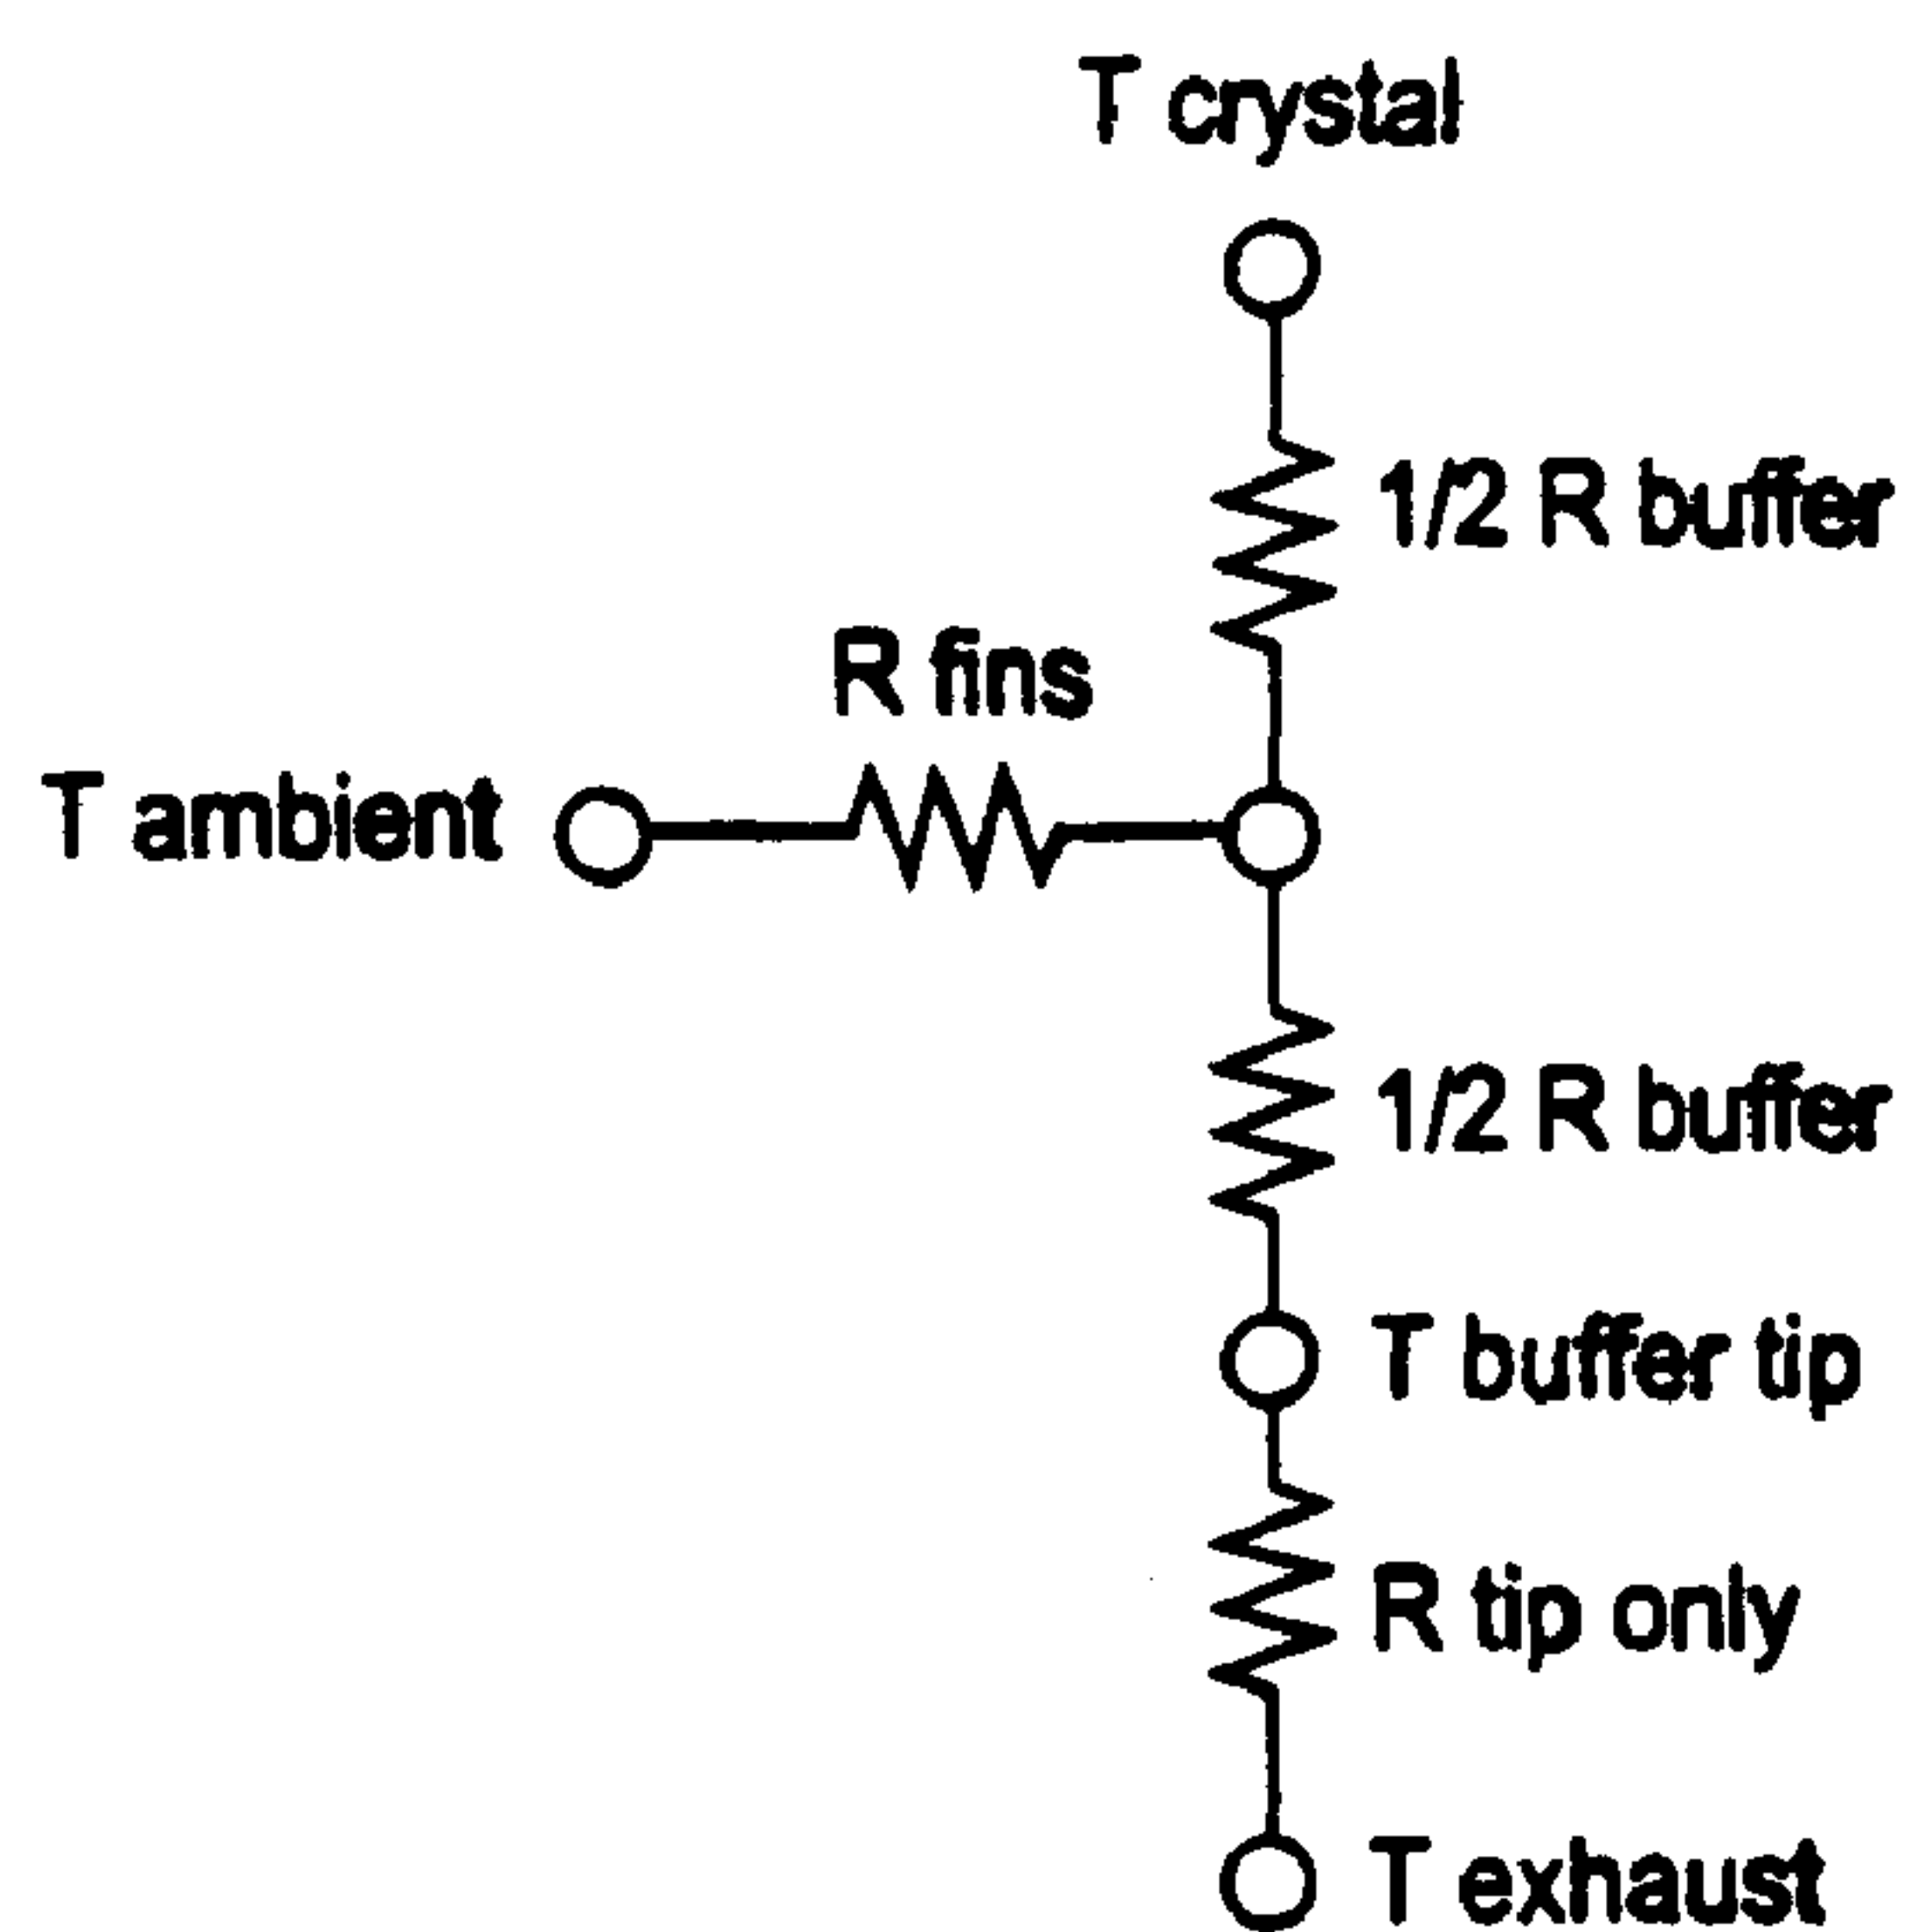 T crystal
1/2 R buffer
R fins
T ambient
1/2 R buffer
T buffer tip
R tip only
T exhaust